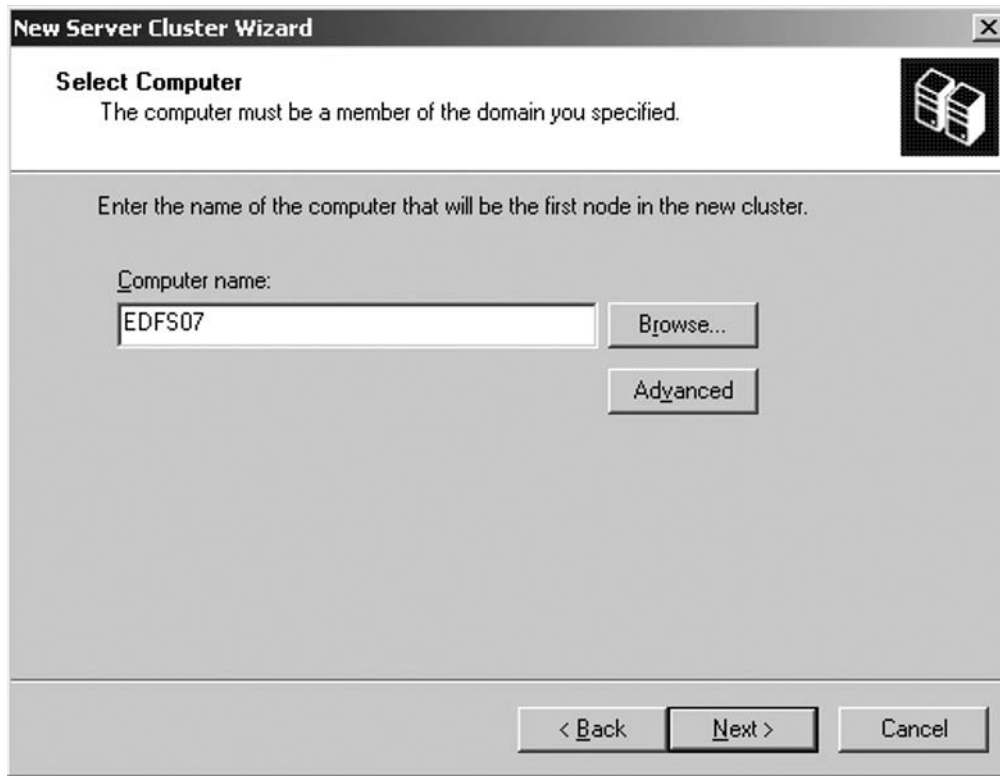 New Server Cluster Wizard
Select Computer
The computer must be a member of the domain you specified.
Enter the name of the computer that will be the first node in the new cluster.
Computer name:
EDFS07
Browse...
Advanced
< Back
Next >
Cancel